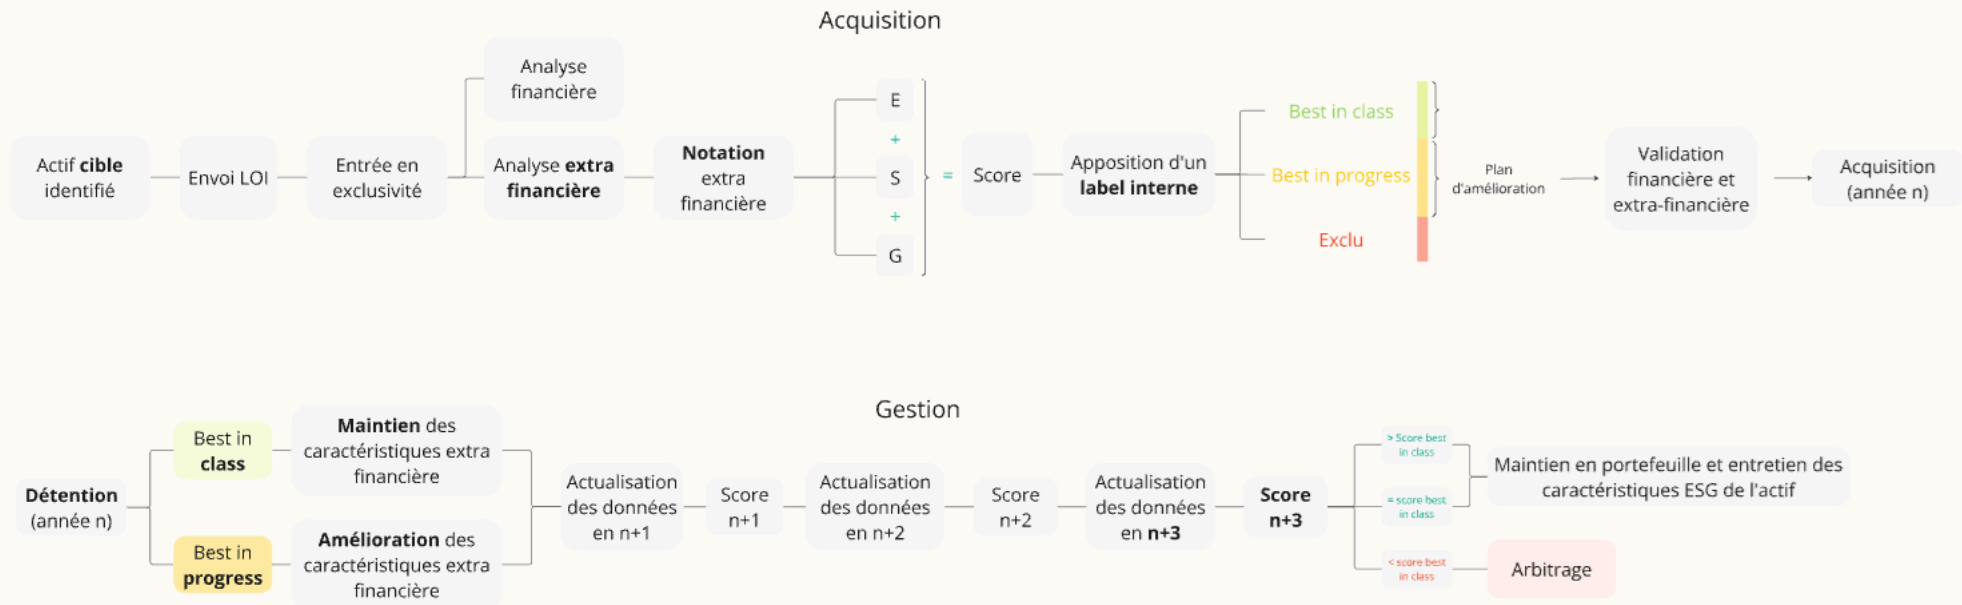 Acquisition
Analyse
financière
Actif cible
identifié
Envoi LOI
Entrée en
exclusivité
Analyse extra
financière
Notation
extra
financière
E
+
S
+
G
=
Score
Apposition d'un
label interne
Best in class
Best in progress
Exclu
Plan
d'amélioration
Validation
financière et
extra-financière
Acquisition
(année n)
Gestion
Détention
(année n)
Best in
class
Maintien des
caractéristiques extra
financière
Best in
progress
Amélioration des
caractéristiques extra
financière
Actualisation
des données
en n+1
Score
n+1
Actualisation
des données
en n+2
Score
n+2
Actualisation
des données
en n+3
Score
n+3
> Score best
in class
= score best
in class
< score best
in class
Maintien en portefeuille et entretien des
caractéristiques ESG de l'actif
Arbitrage